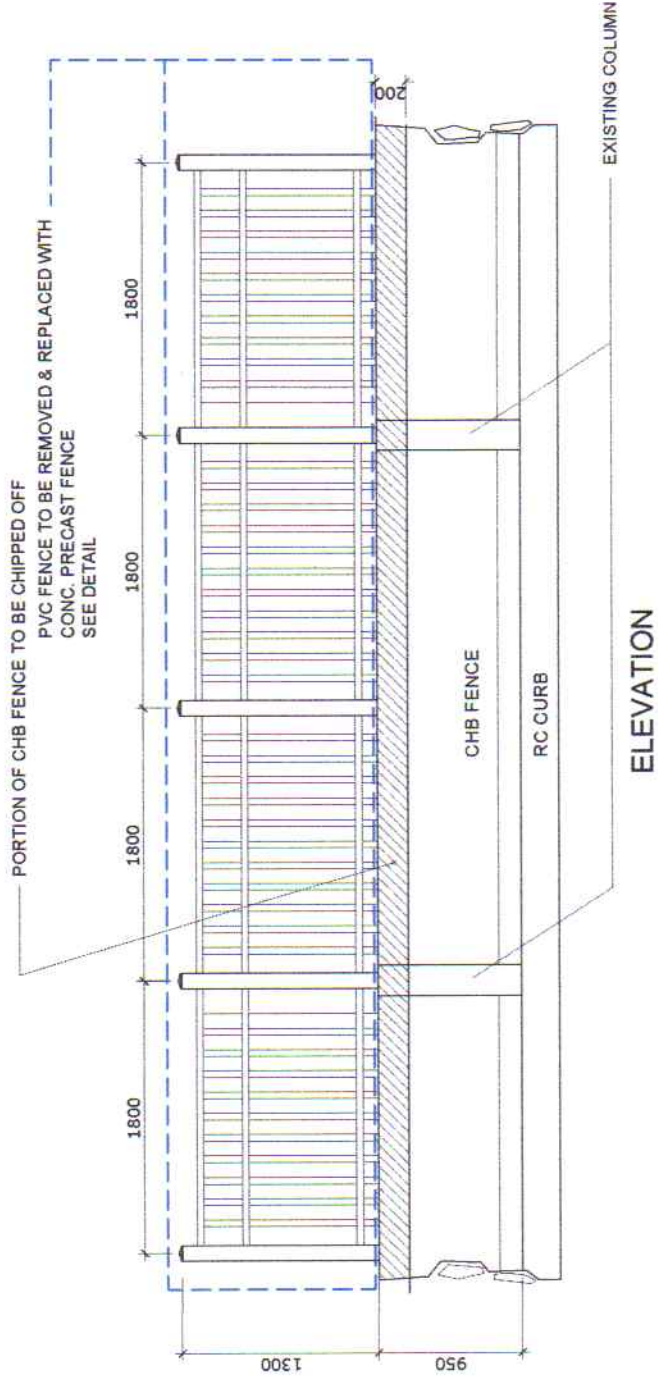 PORTION OF CHB FENCE TO BE CHIPPED OFF
PVC FENCE TO BE REMOVED & REPLACED WITH
CONC. PRECAST FENCE
SEE DETAIL
1800
1800
1800
1800
1300
950
200
CHB FENCE
RC CURB
EXISTING COLUMN
ELEVATION